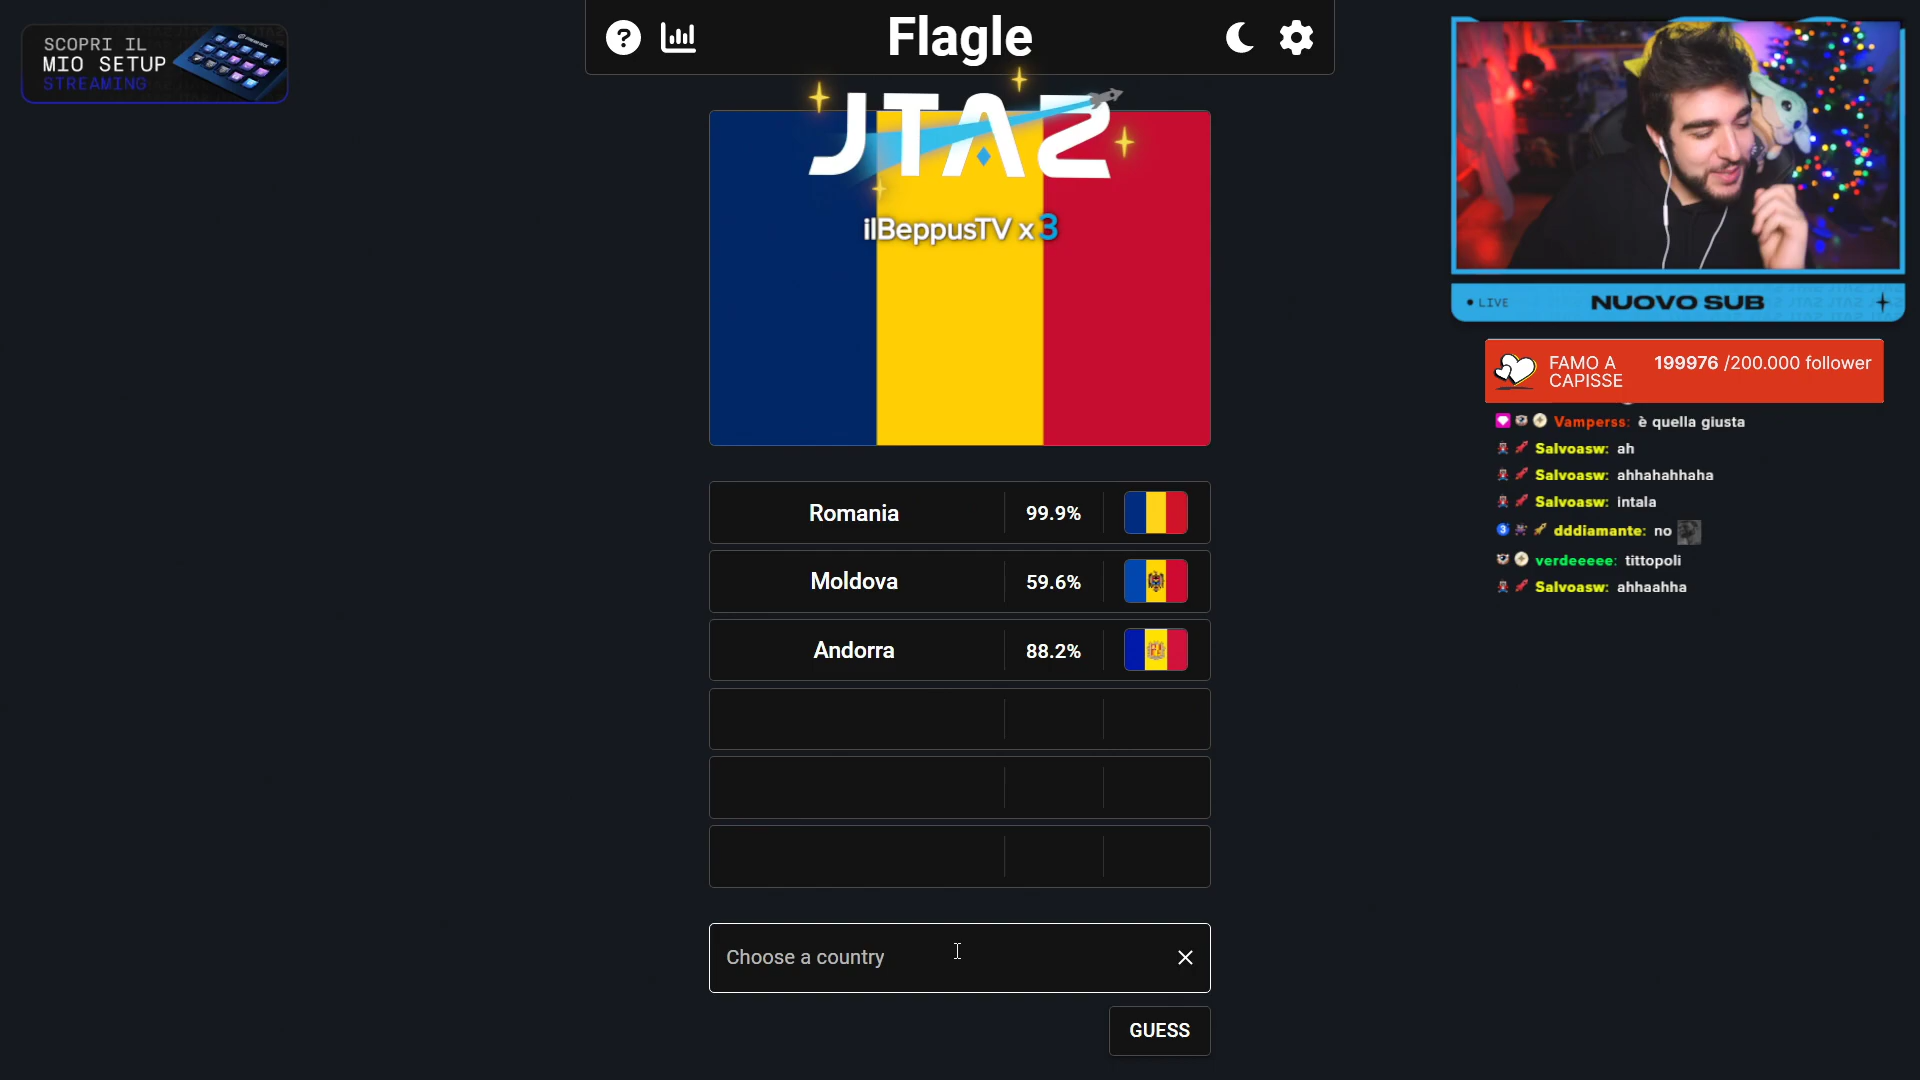 SCOPRI IL
MIO SETUP
STREAMING
Flagle
JTAZ
ilBeppusTV x3
Romania 99.9%
Moldova 59.6%
Andorra 88.2%
Choose a country
GUESS
• LIVE NUOVO SUB
FAMO A CAPISSE
199976 /200.000 follower
Vamperss: è quella giusta
Salvoasw: ah
Salvoasw: ahhahahhaha
Salvoasw: intala
3 dddiamante: no
verdeeeee: tittopoli
Salvoasw: ahhaahha